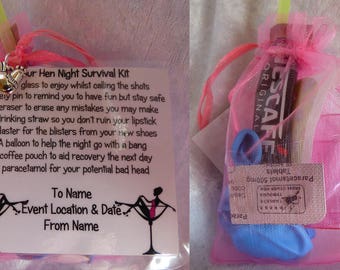 ur Hen Night Survival Kit
glass to enjoy whilst calling the shots
ety pin to remind you to have fun but stay safe
eraser to erase any mistakes you may make
drinking straw so you don't ruin your lipstick
laster for the blisters from your new shoes
A balloon to help the night go with a bang
coffee pouch to aid recovery the next day
paracetamol for your potential bad head
To Name
Event Location & Date
From Name
NESCAFE
ORIGINAL
Paracetamol 500mg
Tablets